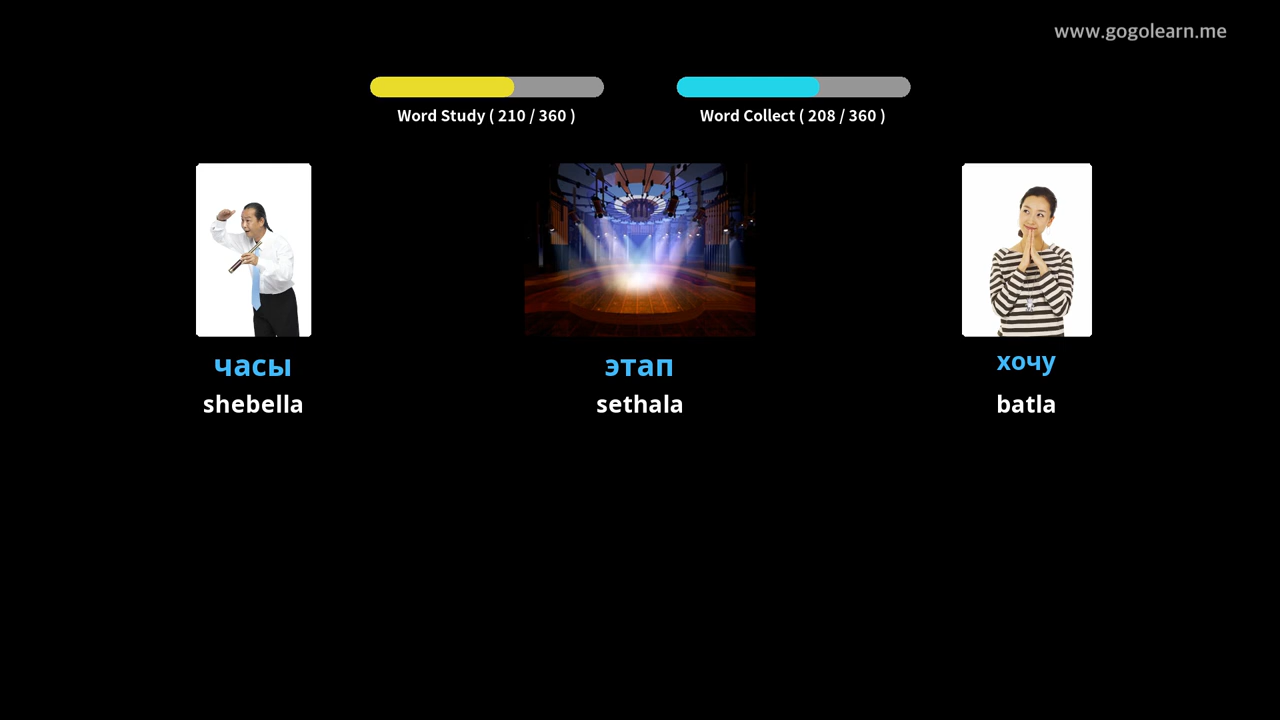 www.gogolearn.me
Word Study ( 210 / 360 )
Word Collect ( 208 / 360 )
часы
этап
хочу
shebella
sethala
batla